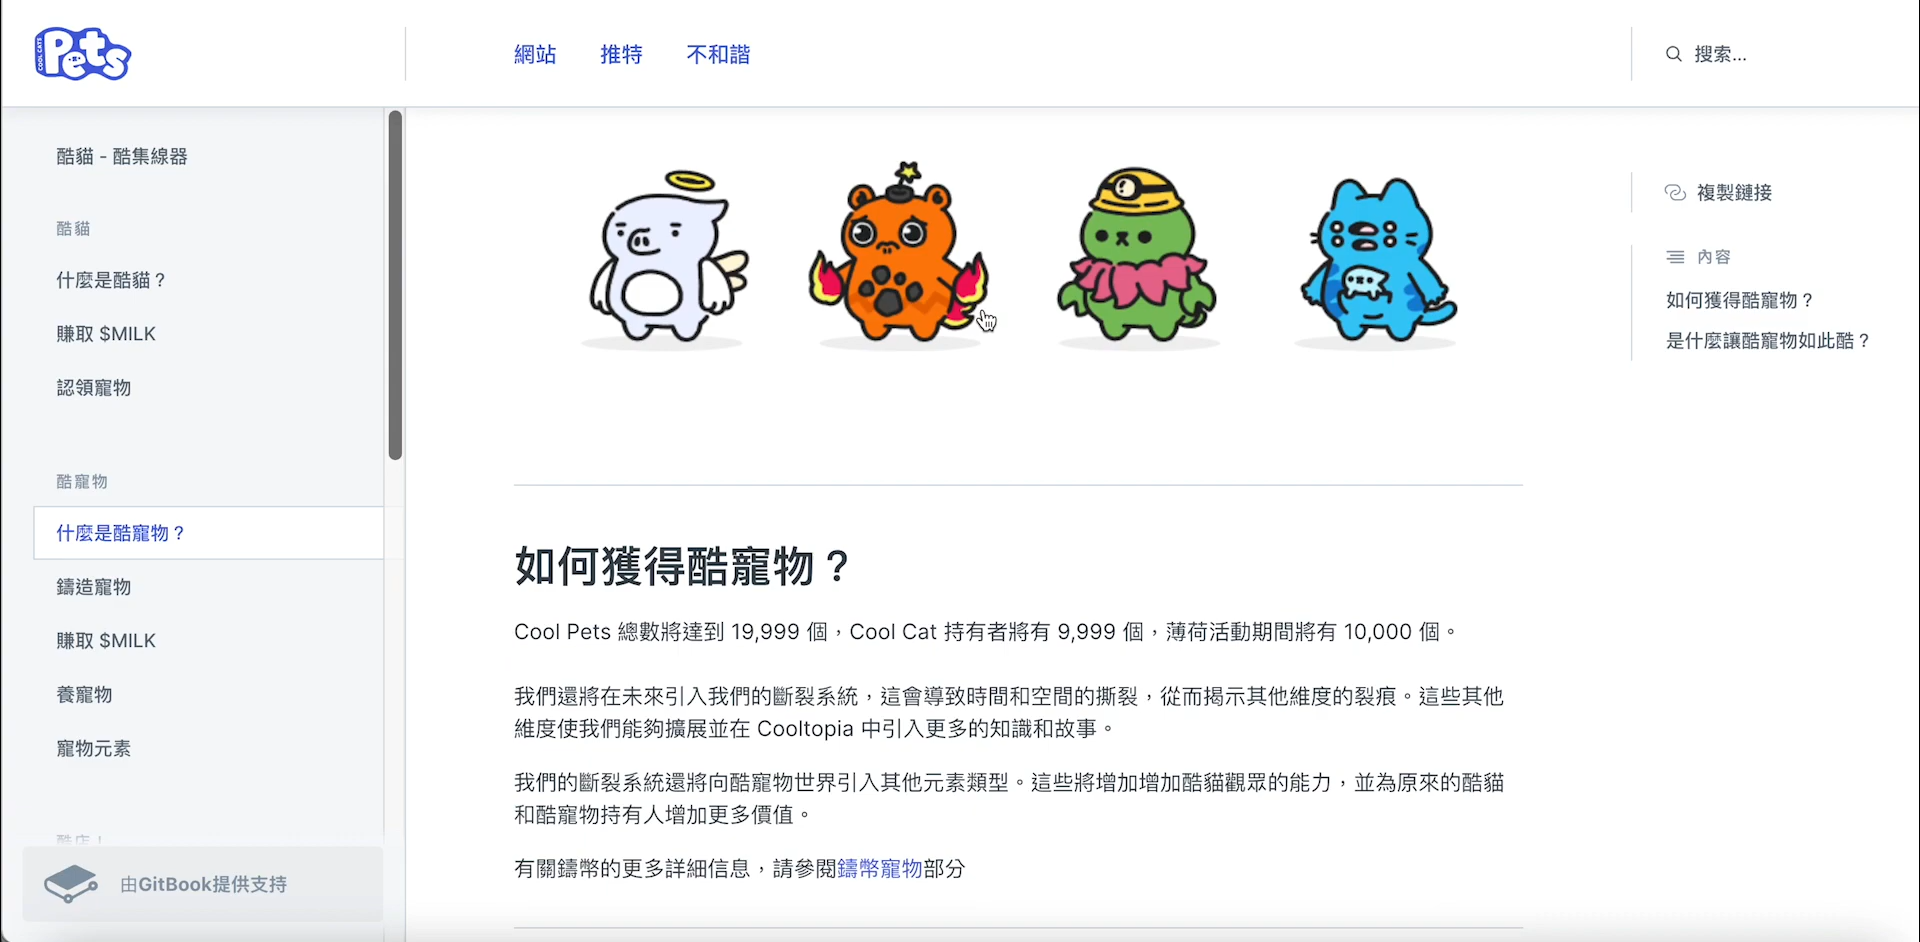 COOL CATS
Pets
網站
推特
不和諧
搜索...
酷貓 - 酷集線器
酷貓
什麼是酷貓？
賺取 $MILK
認領寵物
酷寵物
什麼是酷寵物？
鑄造寵物
賺取 $MILK
養寵物
寵物元素
酷店！
由GitBook提供支持
如何獲得酷寵物？
Cool Pets 總數將達到 19,999 個，Cool Cat 持有者將有 9,999 個，薄荷活動期間將有 10,000 個。
我們還將在未來引入我們的斷裂系統，這會導致時間和空間的撕裂，從而揭示其他維度的裂痕。這些其他
維度使我們能夠擴展並在 Cooltopia 中引入更多的知識和故事。
我們的斷裂系統還將向酷寵物世界引入其他元素類型。這些將增加增加酷貓觀眾的能力，並為原來的酷貓
和酷寵物持有人增加更多價值。
有關鑄幣的更多詳細信息，請參閱鑄幣寵物部分
複製鏈接
內容
如何獲得酷寵物？
是什麼讓酷寵物如此酷？